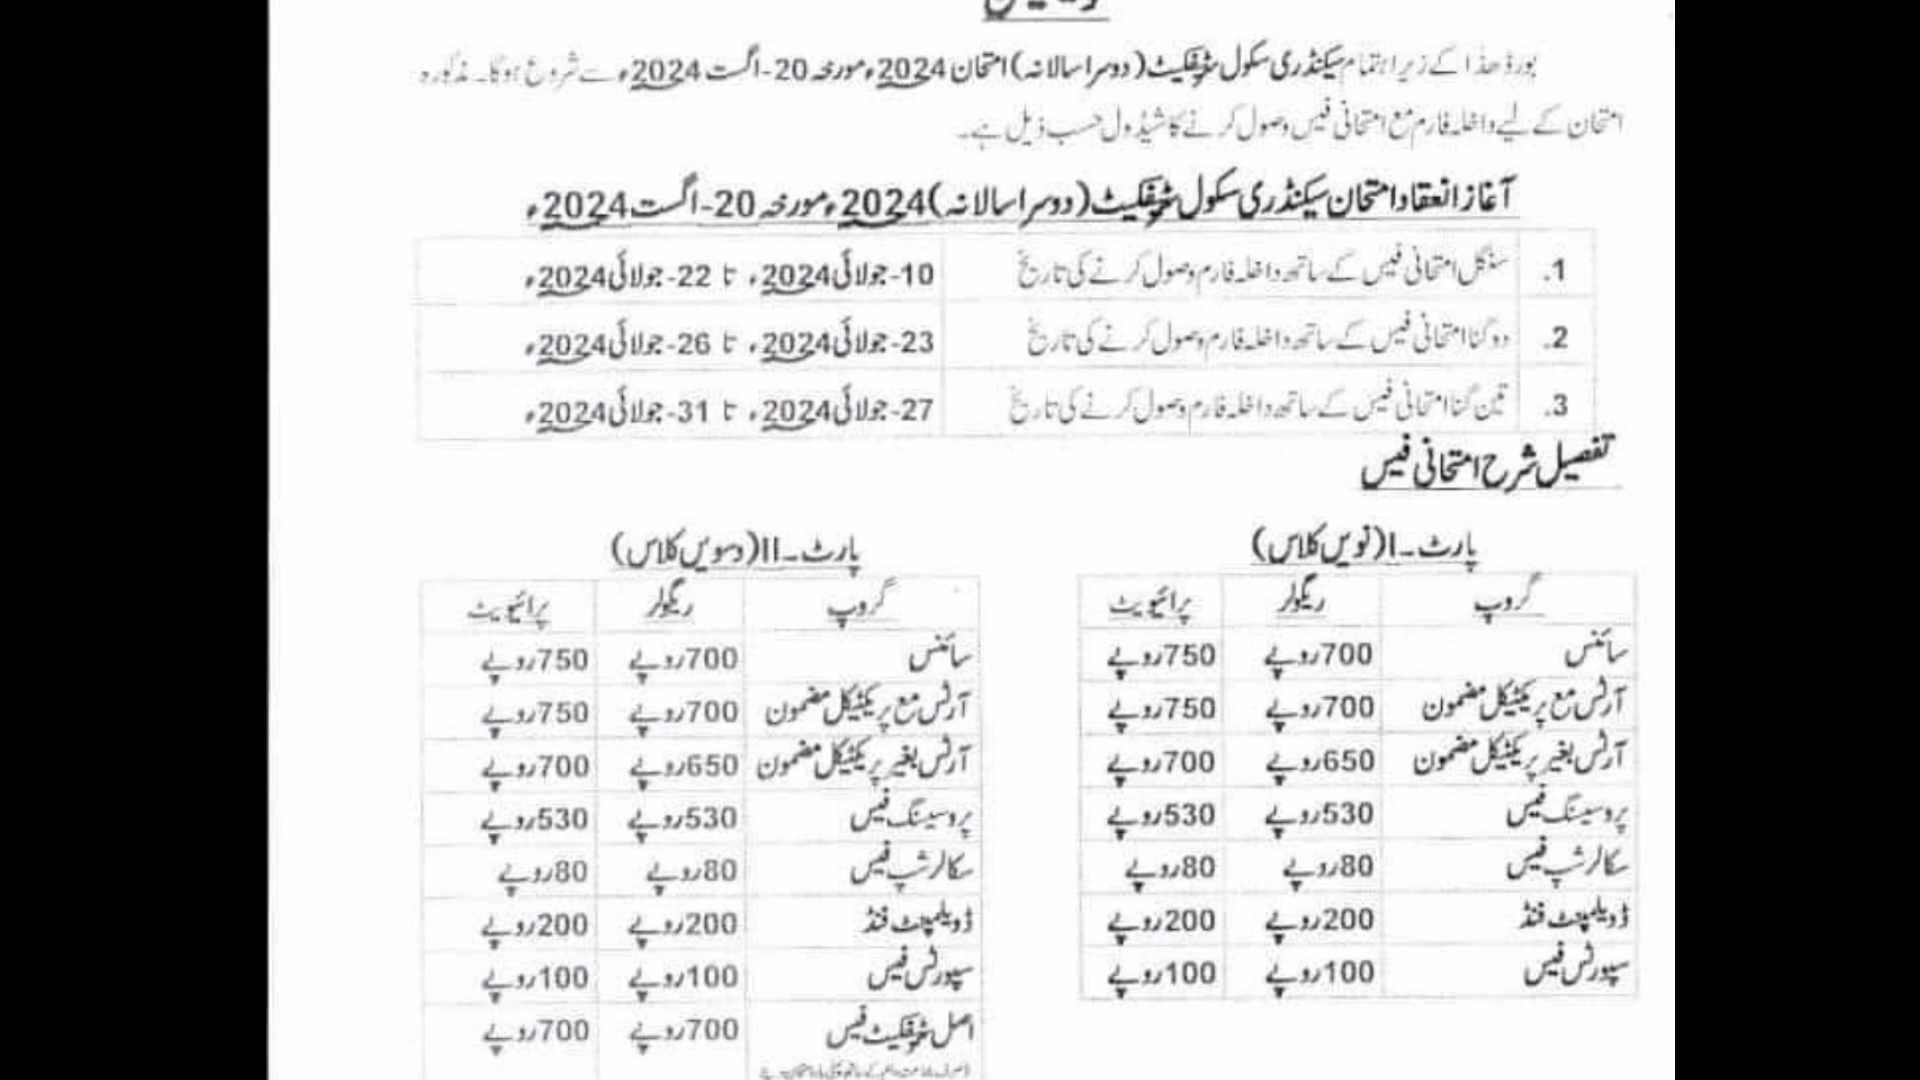 بورڈ ھذا کے زیر اہتمام سیکنڈری سکول سرٹیفکیٹ (دوسرا سالانہ) امتحان 2024ء مورخہ 20-اگست 2024ء سے شروع ہوگا۔ مذکورہ
امتحان کے لیے داخلہ فارم مع امتحانی فیس وصول کرنے کا شیڈول حسب ذیل ہے۔
آغاز انعقاد امتحان سیکنڈری سکول سرٹیفکیٹ (دوسرا سالانہ) 2024ء مورخہ 20-اگست 2024ء
1. سنگل امتحانی فیس کے ساتھ داخلہ فارم وصول کرنے کی تاریخ 10-جولائی 2024ء تا 22-جولائی 2024ء
2. دوگنا امتحانی فیس کے ساتھ داخلہ فارم وصول کرنے کی تاریخ 23-جولائی 2024ء تا 26-جولائی 2024ء
3. تین گنا امتحانی فیس کے ساتھ داخلہ فارم وصول کرنے کی تاریخ 27-جولائی 2024ء تا 31-جولائی 2024ء
تفصیل شرح امتحانی فیس
پارٹ۔I (نویں کلاس)
گروپ ریگولر پرائیویٹ
سائنس 700روپے 750روپے
آرٹس مع پریکٹیکل مضمون 700روپے 750روپے
آرٹس بغیر پریکٹیکل مضمون 650روپے 700روپے
پروسیسنگ فیس 530روپے 530روپے
سکالرشپ فیس 80روپے 80روپے
ڈویلپمنٹ فنڈ 200روپے 200روپے
سپورٹس فیس 100روپے 100روپے
پارٹ۔II (دسویں کلاس)
گروپ ریگولر پرائیویٹ
سائنس 700روپے 750روپے
آرٹس مع پریکٹیکل مضمون 700روپے 750روپے
آرٹس بغیر پریکٹیکل مضمون 650روپے 700روپے
پروسیسنگ فیس 530روپے 530روپے
سکالرشپ فیس 80روپے 80روپے
ڈویلپمنٹ فنڈ 200روپے 200روپے
سپورٹس فیس 100روپے 100روپے
اصل سرٹیفکیٹ فیس 700روپے 700روپے